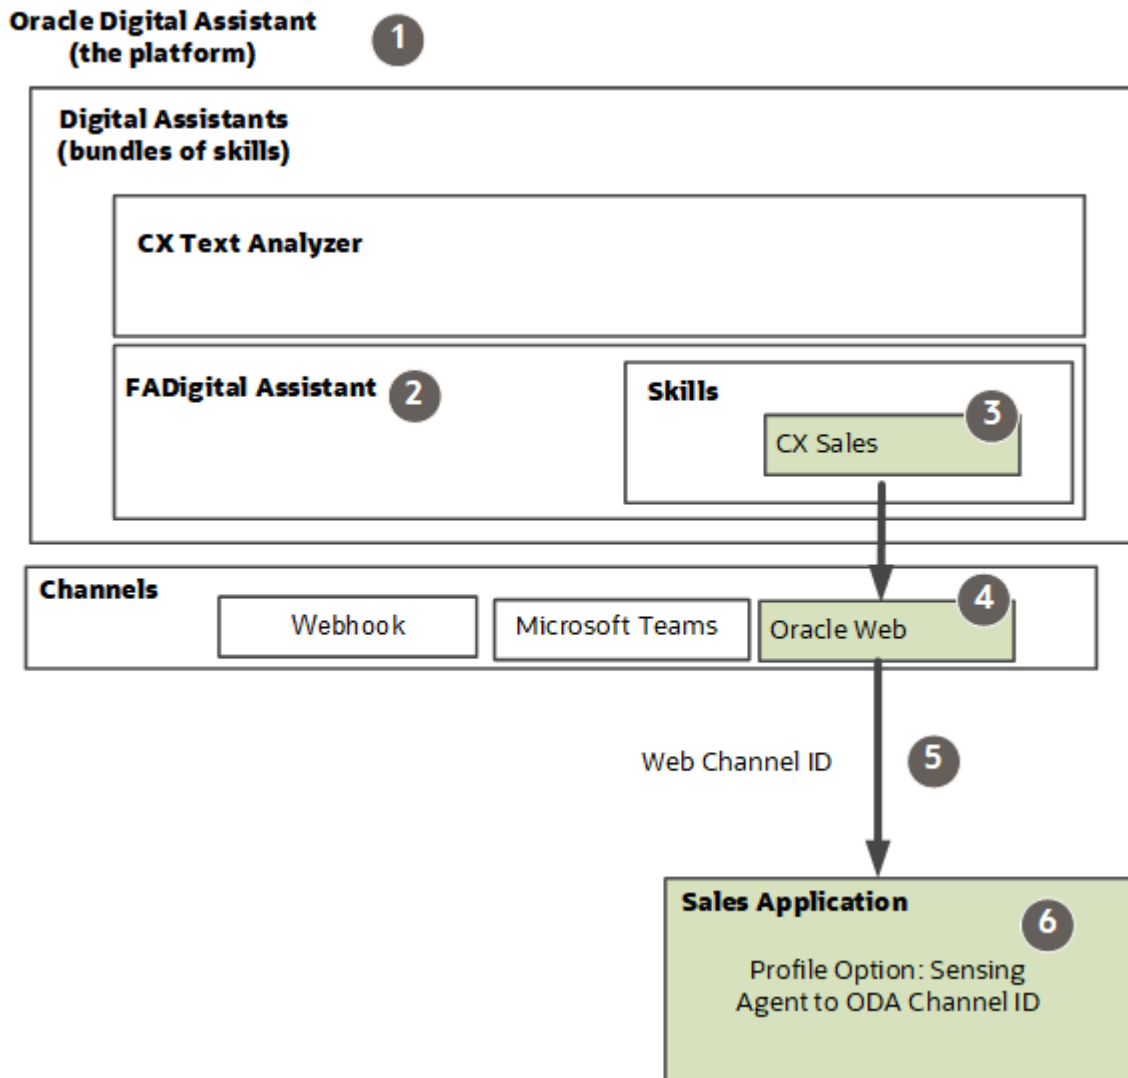 Oracle Digital Assistant
(the platform)
1
Digital Assistants
(bundles of skills)
CX Text Analyzer
FADigital Assistant
2
Skills
3
CX Sales
Channels
4
Webhook
Microsoft Teams
Oracle Web
Web Channel ID
5
Sales Application
6
Profile Option: Sensing
Agent to ODA Channel ID